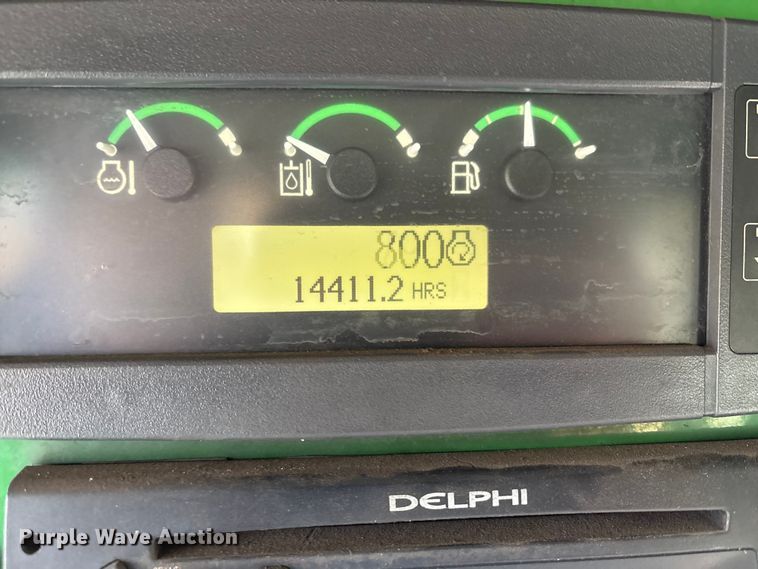 800
14411.2 HRS
DELPHI
Purple Wave Auction